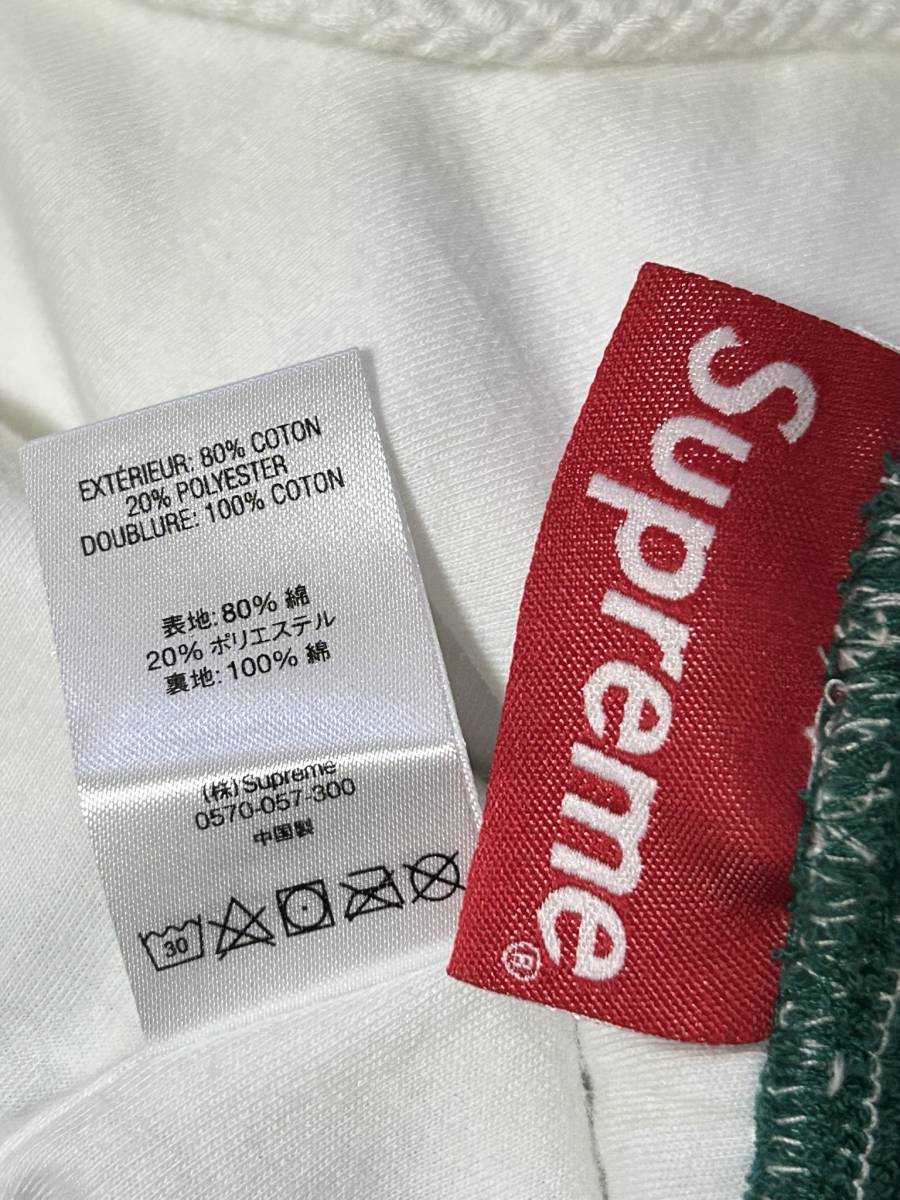 EXTÉRIEUR: 80% COTON
20% POLYESTER
DOUBLURE: 100% COTON
表地: 80% 綿
20% ポリエステル
裏地: 100% 綿
(株) Supreme
0570-057-300
中国製
30
Supreme®